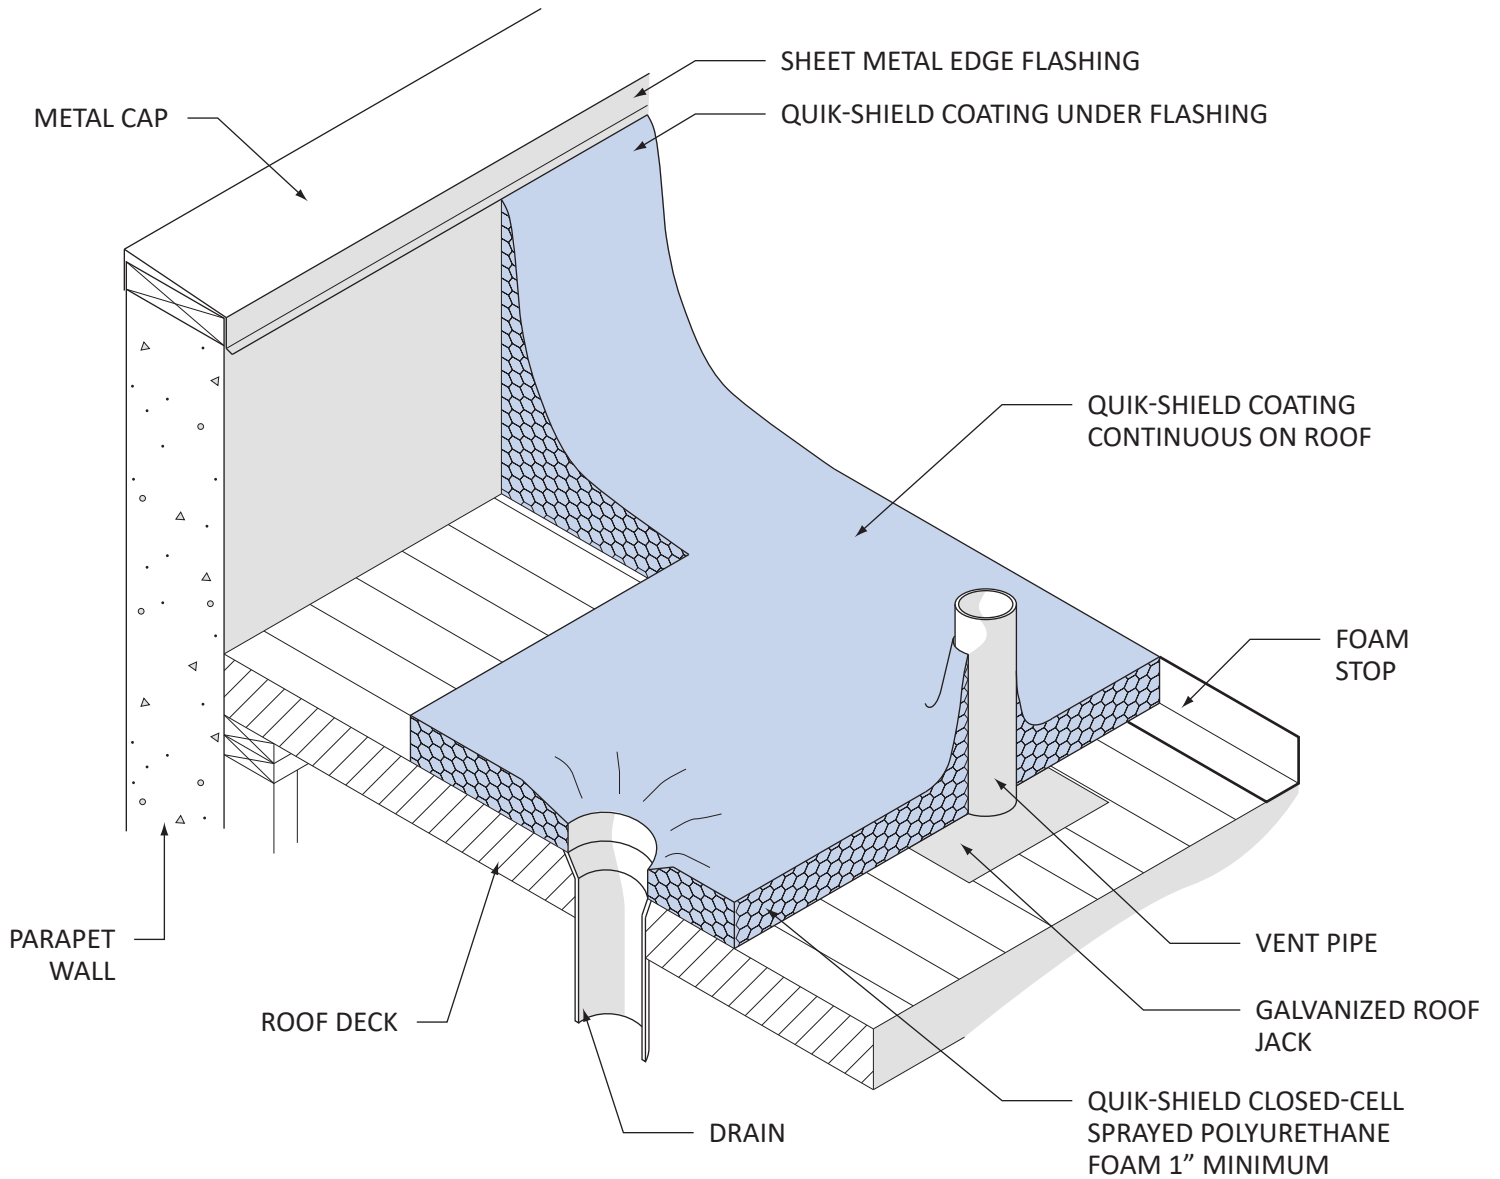 SHEET METAL EDGE FLASHING
METAL CAP
QUIK-SHIELD COATING UNDER FLASHING
QUIK-SHIELD COATING
CONTINUOUS ON ROOF
FOAM
STOP
PARAPET
WALL
VENT PIPE
ROOF DECK
GALVANIZED ROOF
JACK
DRAIN
QUIK-SHIELD CLOSED-CELL
SPRAYED POLYURETHANE
FOAM 1” MINIMUM